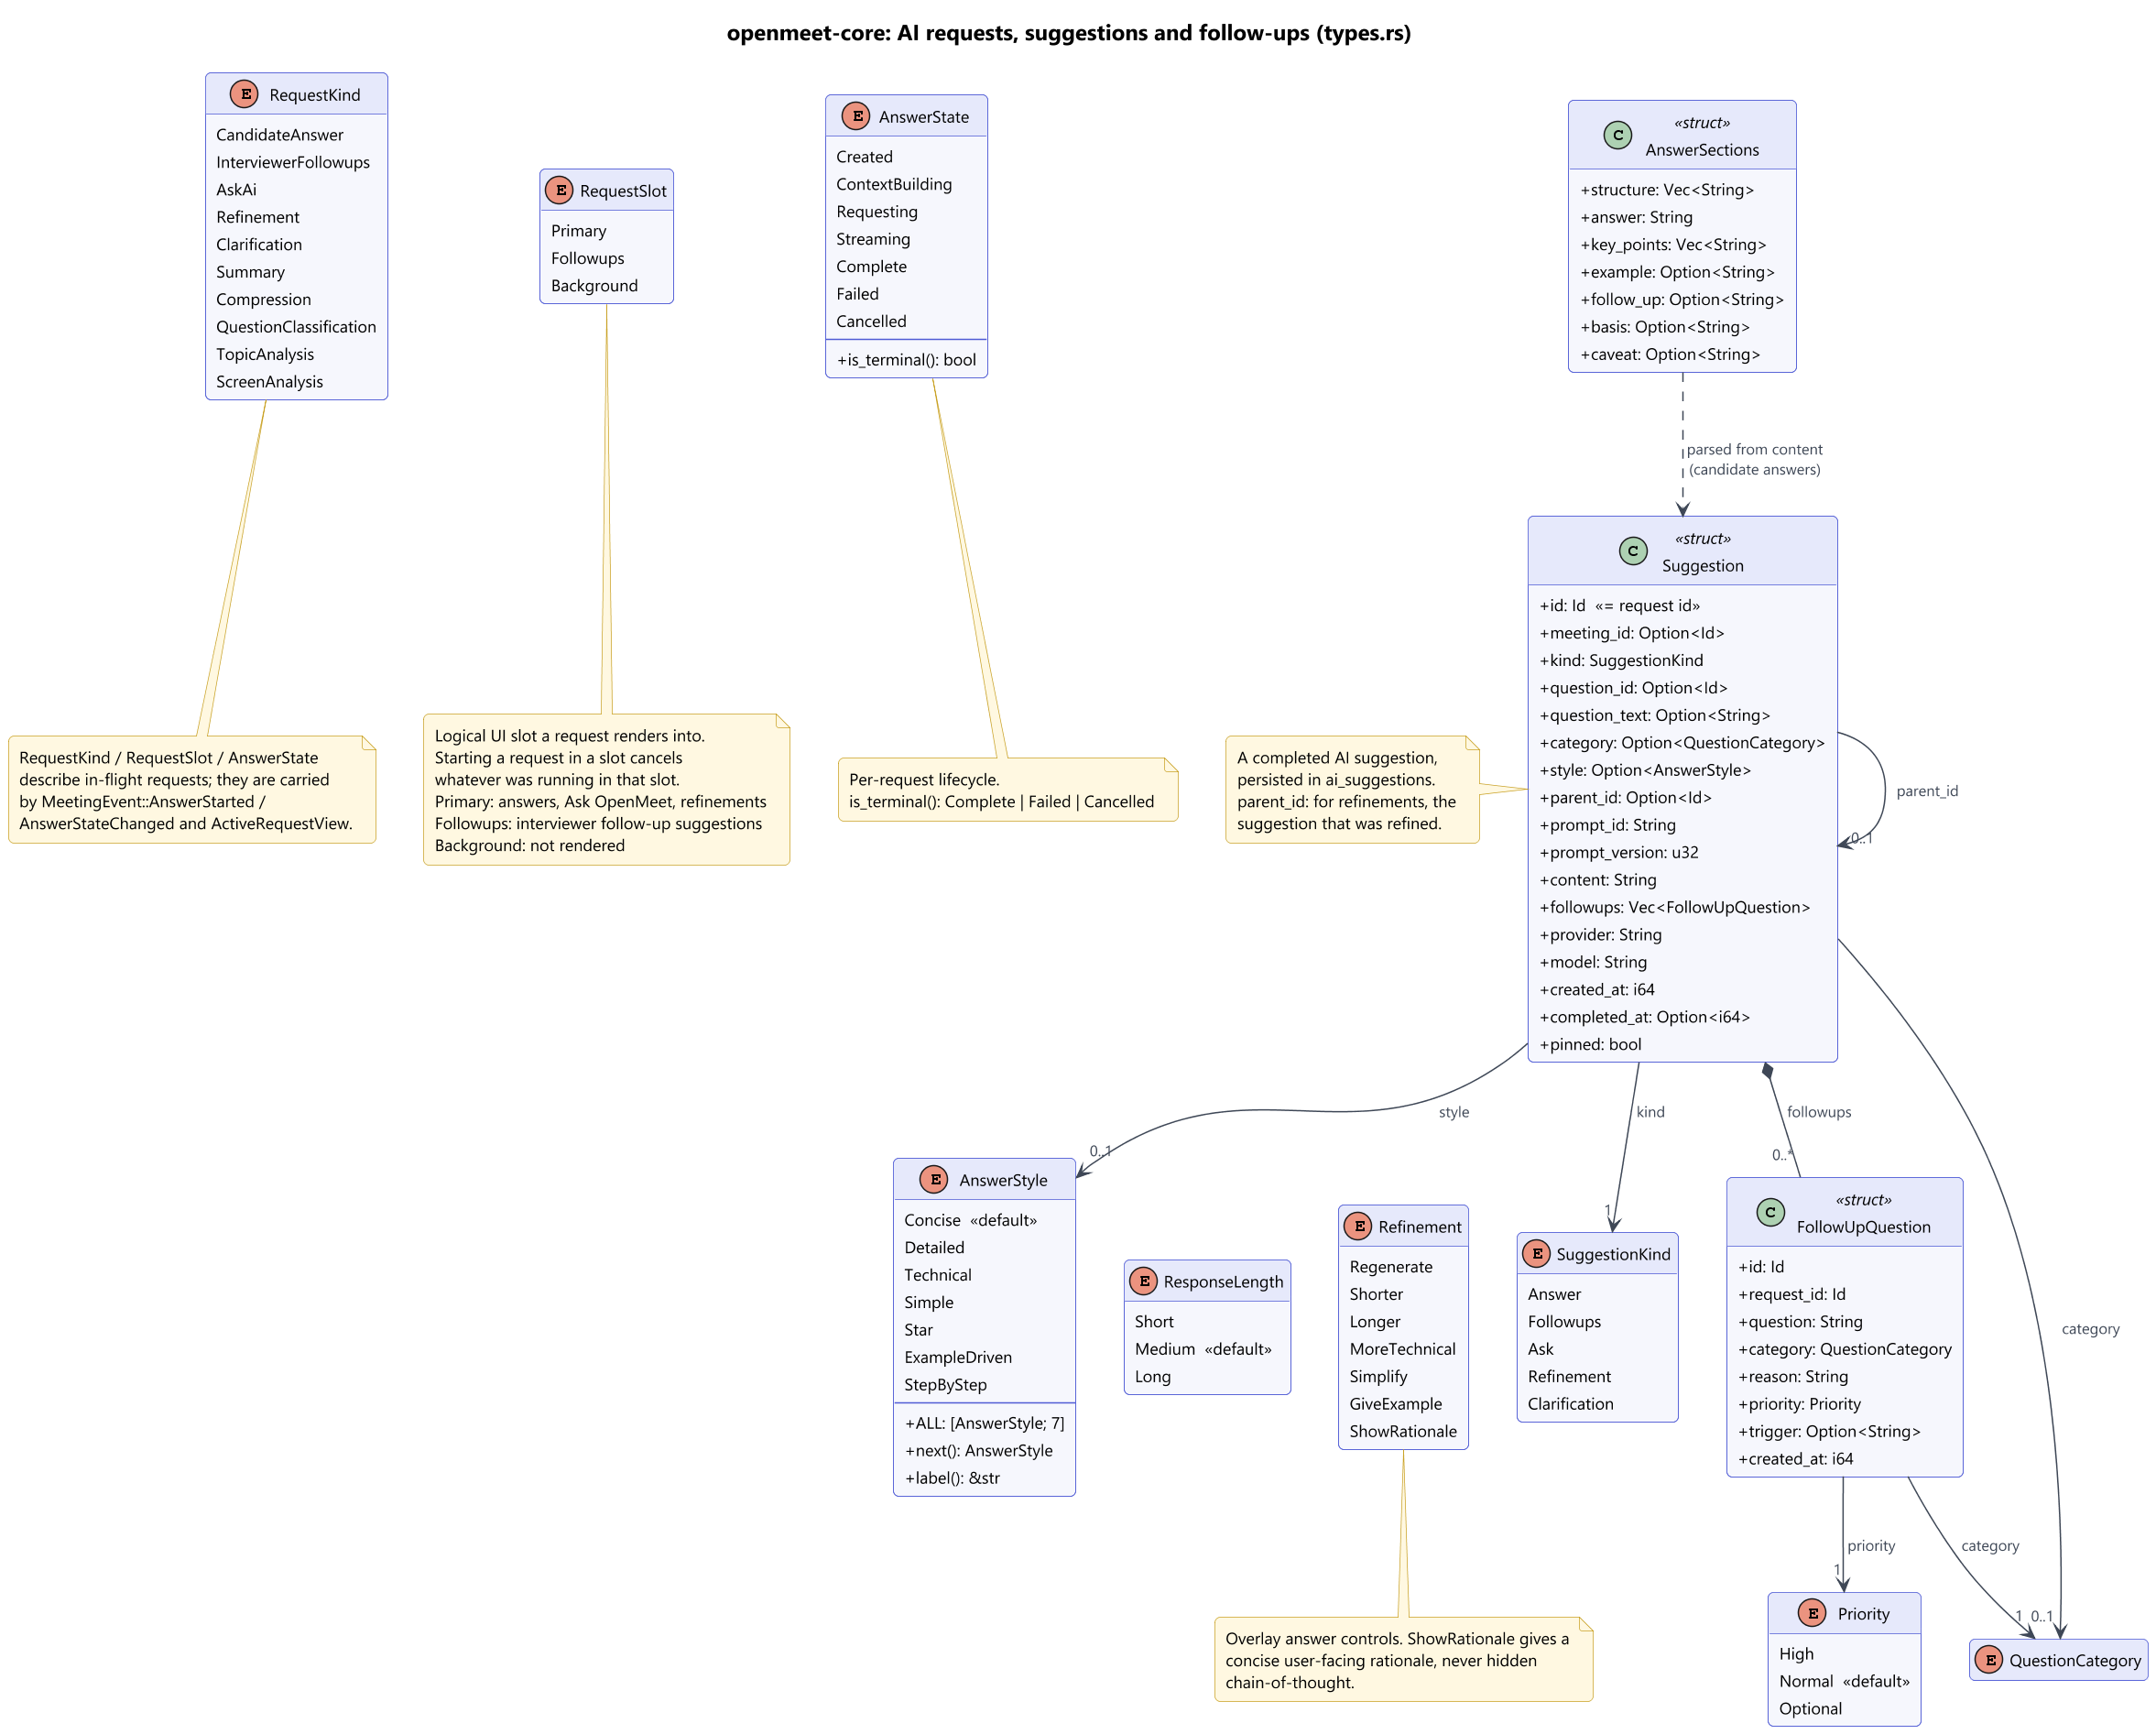 openmeet-core: AI requests, suggestions and follow-ups (types.rs)
E RequestKind
CandidateAnswer
InterviewerFollowups
AskAi
Refinement
Clarification
Summary
Compression
QuestionClassification
TopicAnalysis
ScreenAnalysis
E RequestSlot
Primary
Followups
Background
E AnswerState
Created
ContextBuilding
Requesting
Streaming
Complete
Failed
Cancelled
+is_terminal(): bool
C «struct»
AnswerSections
+structure: Vec<String>
+answer: String
+key_points: Vec<String>
+example: Option<String>
+follow_up: Option<String>
+basis: Option<String>
+caveat: Option<String>
parsed from content
(candidate answers)
RequestKind / RequestSlot / AnswerState
describe in-flight requests; they are carried
by MeetingEvent::AnswerStarted /
AnswerStateChanged and ActiveRequestView.
Logical UI slot a request renders into.
Starting a request in a slot cancels
whatever was running in that slot.
Primary: answers, Ask OpenMeet, refinements
Followups: interviewer follow-up suggestions
Background: not rendered
Per-request lifecycle.
is_terminal(): Complete | Failed | Cancelled
A completed AI suggestion,
persisted in ai_suggestions.
parent_id: for refinements, the
suggestion that was refined.
C «struct»
Suggestion
+id: Id «= request id»
+meeting_id: Option<Id>
+kind: SuggestionKind
+question_id: Option<Id>
+question_text: Option<String>
+category: Option<QuestionCategory>
+style: Option<AnswerStyle>
+parent_id: Option<Id>
+prompt_id: String
+prompt_version: u32
+content: String
+followups: Vec<FollowUpQuestion>
+provider: String
+model: String
+created_at: i64
+completed_at: Option<i64>
+pinned: bool
parent_id
0..1
style
0..1
kind
1
followups
0..*
category
0..1
E AnswerStyle
Concise «default»
Detailed
Technical
Simple
Star
ExampleDriven
StepByStep
+ALL: [AnswerStyle; 7]
+next(): AnswerStyle
+label(): &str
E ResponseLength
Short
Medium «default»
Long
E Refinement
Regenerate
Shorter
Longer
MoreTechnical
Simplify
GiveExample
ShowRationale
E SuggestionKind
Answer
Followups
Ask
Refinement
Clarification
C «struct»
FollowUpQuestion
+id: Id
+request_id: Id
+question: String
+category: QuestionCategory
+reason: String
+priority: Priority
+trigger: Option<String>
+created_at: i64
priority
1
category
1
Overlay answer controls. ShowRationale gives a
concise user-facing rationale, never hidden
chain-of-thought.
E Priority
High
Normal «default»
Optional
E QuestionCategory